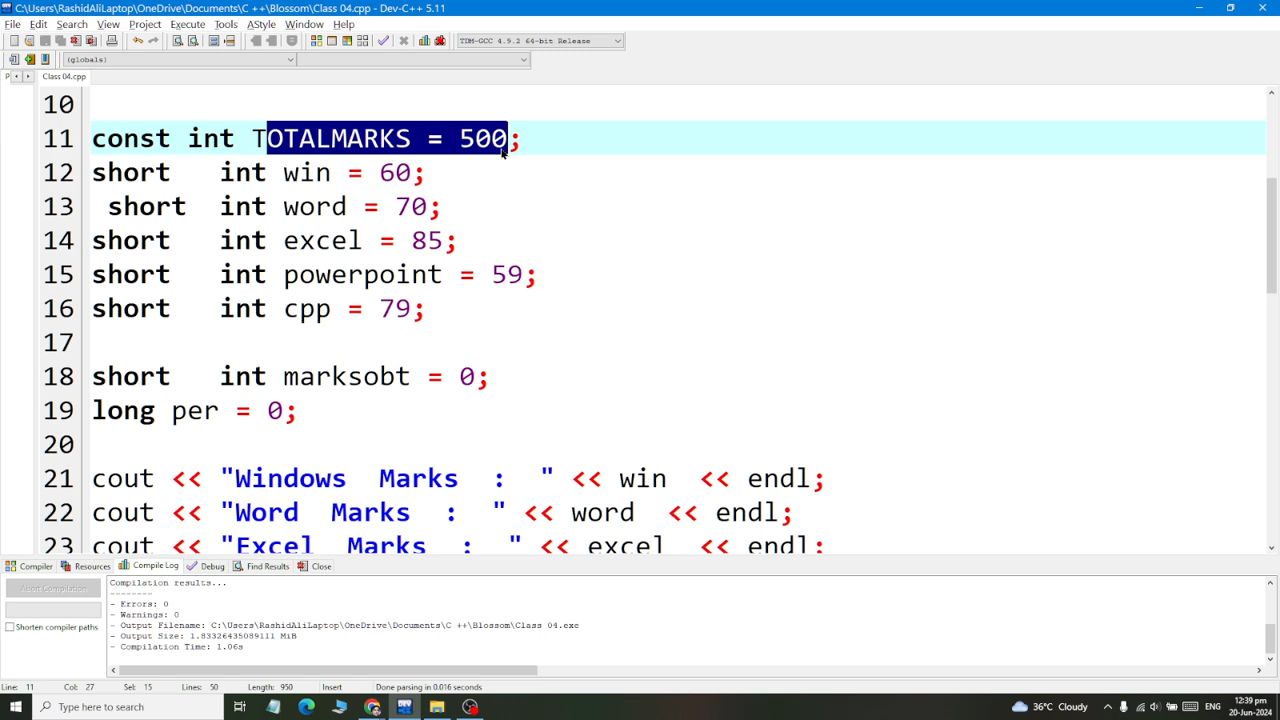 C:\Users\RashidAliLaptop\OneDrive\Documents\C ++\Blossom\Class 04.cpp - Dev-C++ 5.11
File Edit Search View Project Execute Tools AStyle Window Help
TDM-GCC 4.9.2 64-bit Release
(globals)
Class 04.cpp
10
11 const int TOTALMARKS = 500;
12 short int win = 60;
13 short int word = 70;
14 short int excel = 85;
15 short int powerpoint = 59;
16 short int cpp = 79;
17
18 short int marksobt = 0;
19 long per = 0;
20
21 cout << "Windows Marks : " << win << endl;
22 cout << "Word Marks : " << word << endl;
23 cout << "Excel Marks : " << excel << endl;
Compiler Resources Compile Log Debug Find Results Close
Abort Compilation
Shorten compiler paths
Compilation results...
--------
- Errors: 0
- Warnings: 0
- Output Filename: C:\Users\RashidAliLaptop\OneDrive\Documents\C ++\Blossom\Class 04.exe
- Output Size: 1.83326435089111 MiB
- Compilation Time: 1.06s
Line: 11 Col: 27 Sel: 15 Lines: 50 Length: 950 Insert Done parsing in 0.016 seconds
Type here to search
36°C Cloudy
ENG
12:39 pm
20-Jun-2024